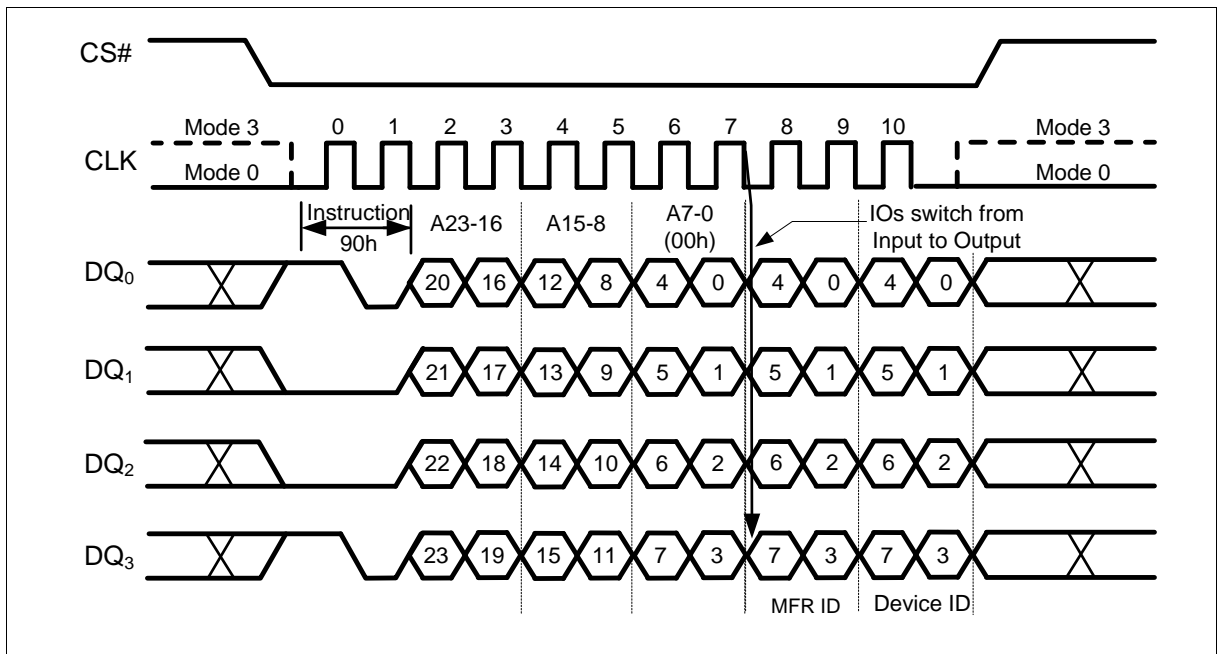 CS#
Mode 3 0 1 2 3 4 5 6 7 8 9 10 Mode 3
CLK
Mode 0 Mode 0
Instruction A23-16 A15-8 A7-0 IOs switch from
90h (00h) Input to Output
DQ0 20 16 12 8 4 0 4 0 4 0
DQ1 21 17 13 9 5 1 5 1 5 1
DQ2 22 18 14 10 6 2 6 2 6 2
DQ3 23 19 15 11 7 3 7 3 7 3
MFR ID Device ID